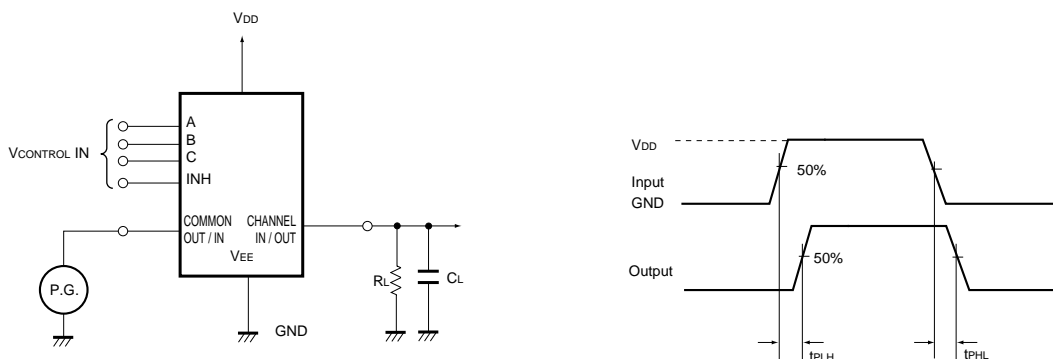 VDD
VCONTROL IN
A
B
C
INH
COMMON
OUT / IN
CHANNEL
IN / OUT
VEE
P.G.
GND
RL
CL
VDD
Input
GND
50%
Output
50%
tPLH
tPHL